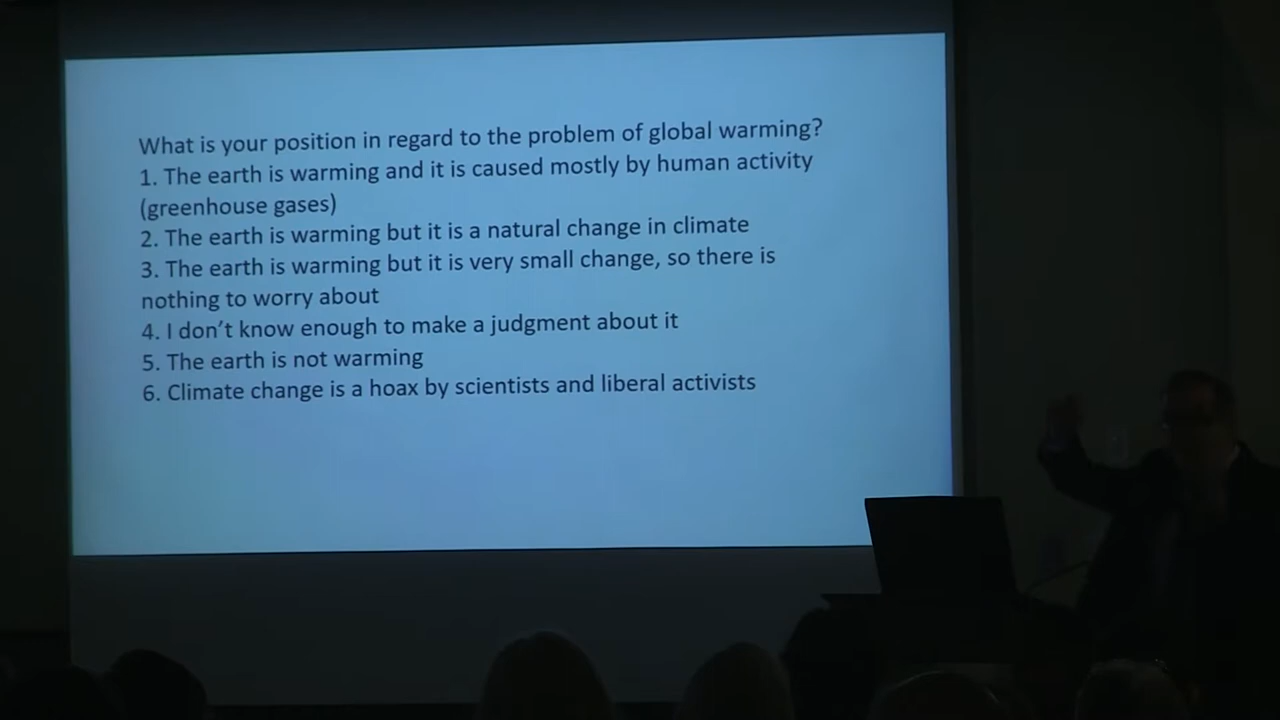 What is your position in regard to the problem of global warming?
1. The earth is warming and it is caused mostly by human activity
(greenhouse gases)
2. The earth is warming but it is a natural change in climate
3. The earth is warming but it is very small change, so there is
nothing to worry about
4. I don't know enough to make a judgment about it
5. The earth is not warming
6. Climate change is a hoax by scientists and liberal activists